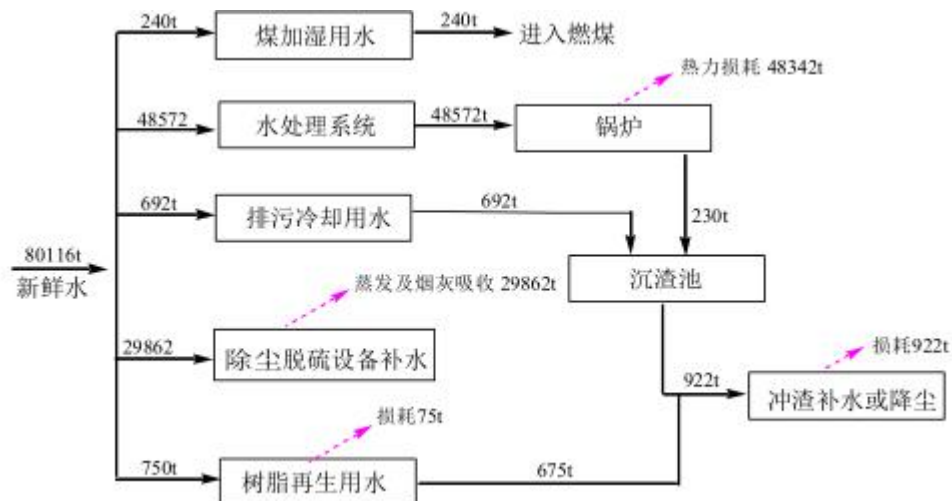 240t
煤加湿用水
240t
进入燃煤
热力损耗 48342t
48572
水处理系统
48572t
锅炉
692t
排污冷却用水
692t
230t
80116t
新鲜水
沉渣池
蒸发及烟灰吸收 29862t
29862
除尘脱硫设备补水
损耗922t
922t
冲渣补水或降尘
损耗75t
750t
树脂再生用水
675t